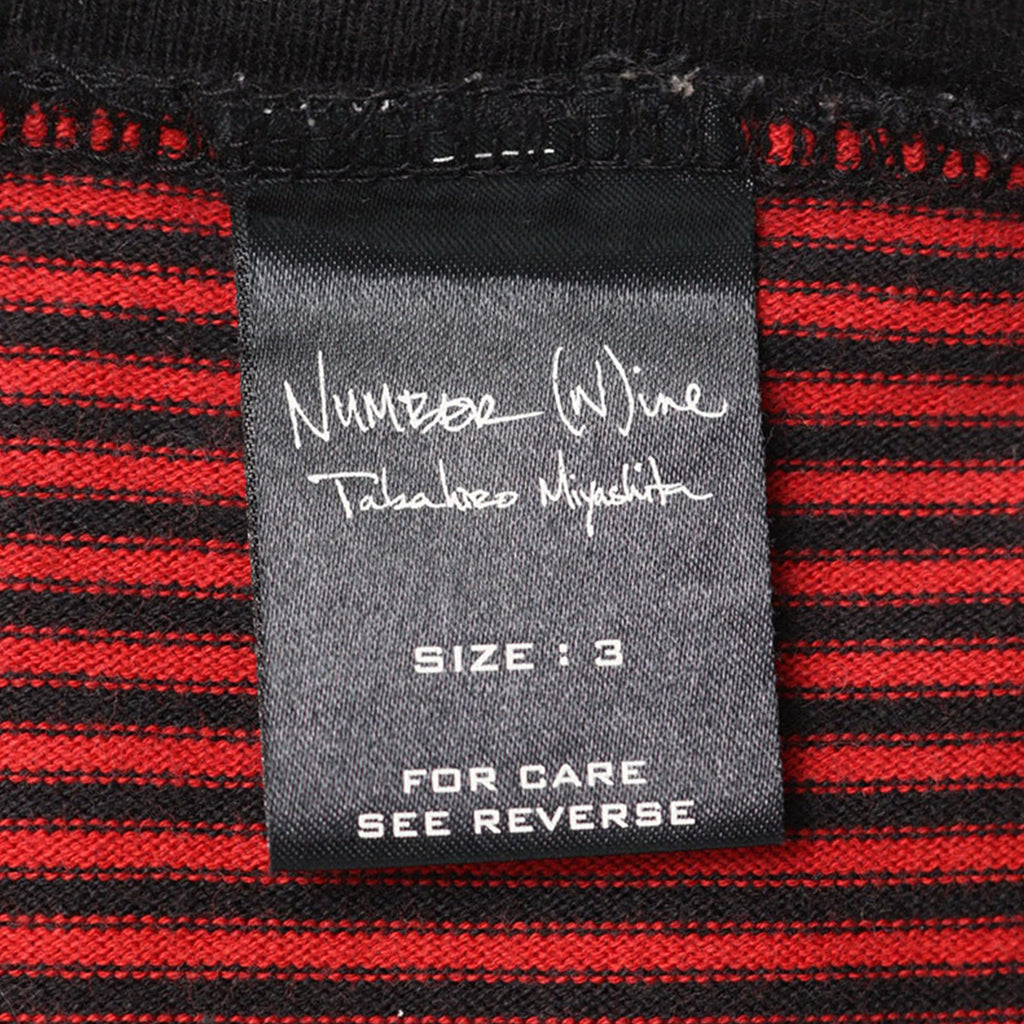 NUMBER (N)ine
Takahiro Miyashita
SIZE : 3
FOR CARE
SEE REVERSE